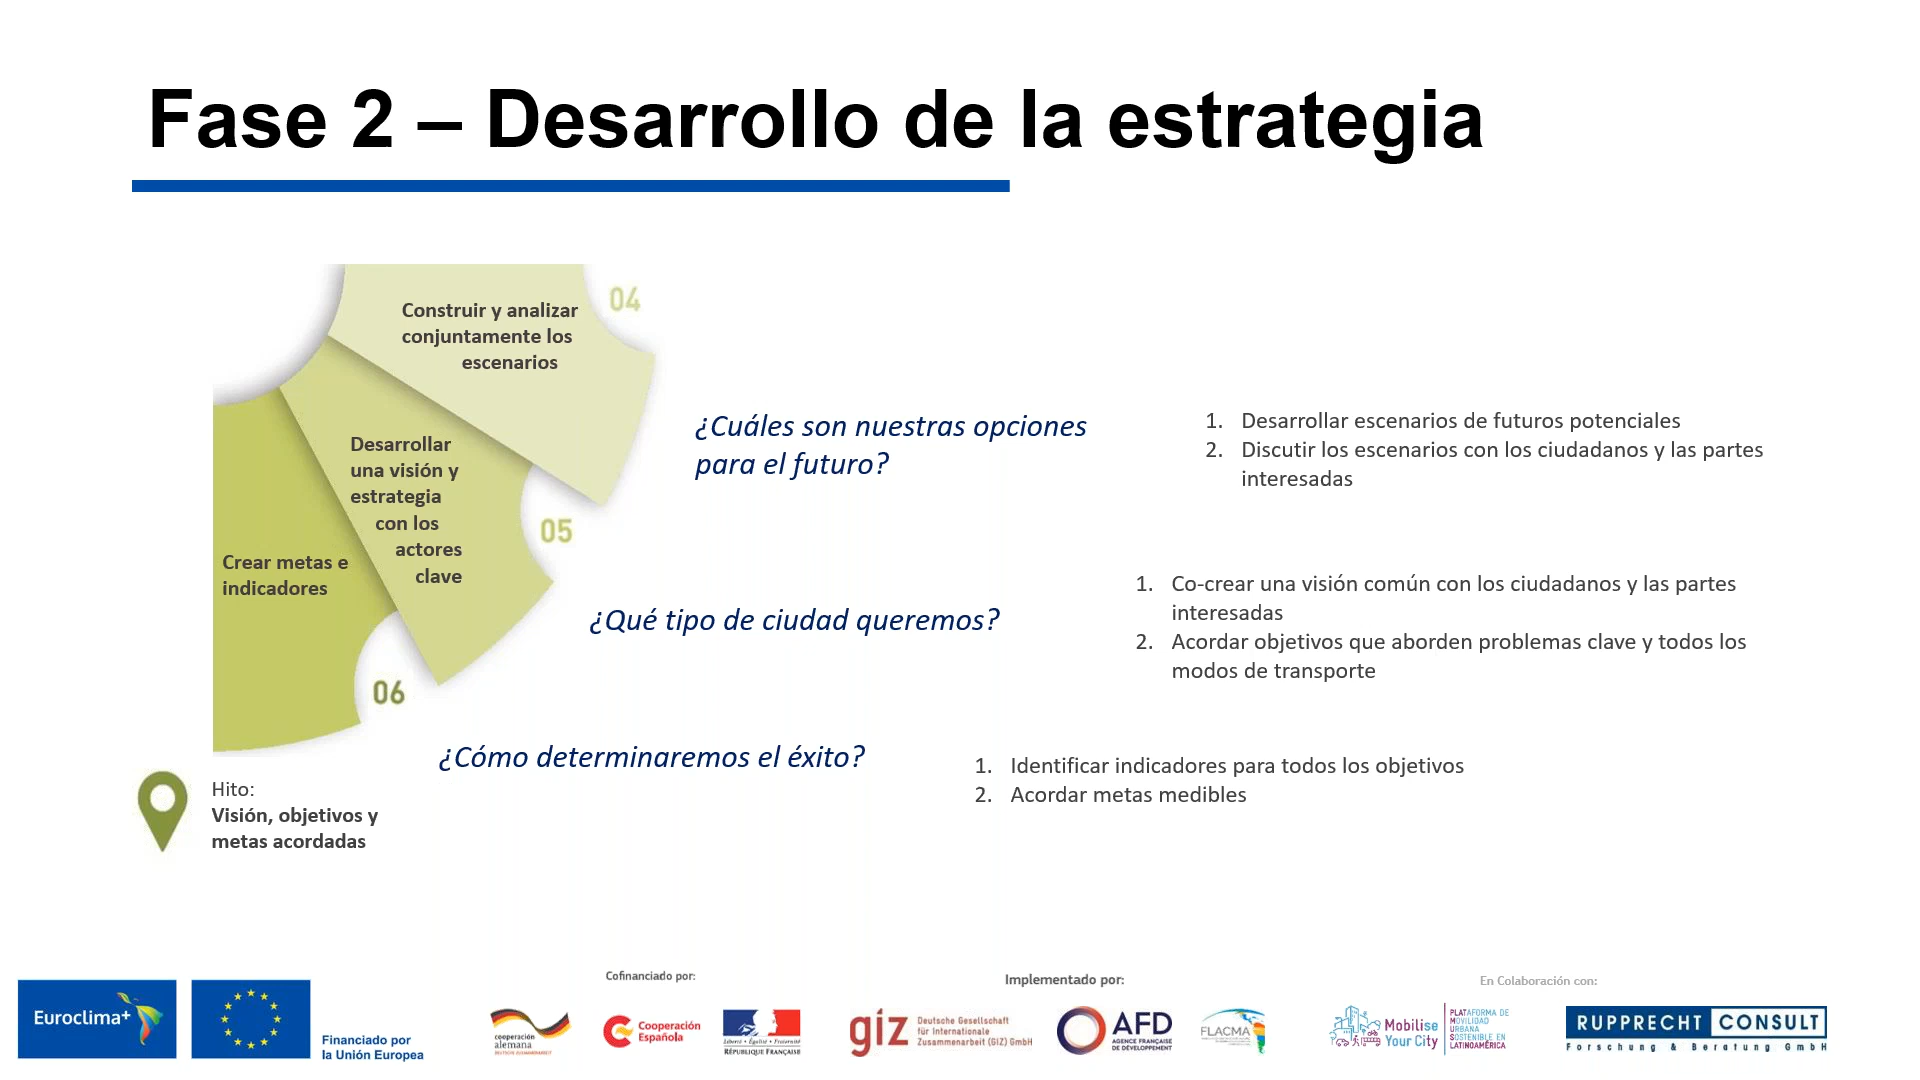 Fase 2 – Desarrollo de la estrategia
04
Construir y analizar
conjuntamente los
escenarios
¿Cuáles son nuestras opciones
para el futuro?
1. Desarrollar escenarios de futuros potenciales
2. Discutir los escenarios con los ciudadanos y las partes
interesadas
05
Desarrollar
una visión y
estrategia
con los
actores
clave
¿Qué tipo de ciudad queremos?
1. Co-crear una visión común con los ciudadanos y las partes
interesadas
2. Acordar objetivos que aborden problemas clave y todos los
modos de transporte
06
Crear metas e
indicadores
¿Cómo determinaremos el éxito?
1. Identificar indicadores para todos los objetivos
2. Acordar metas medibles
Hito:
Visión, objetivos y
metas acordadas
Euroclima+
Financiado por
la Unión Europea
Cofinanciado por:
cooperación
alemana
DEUTSCHE ZUSAMMENARBEIT
Cooperación
Española
Liberté • Égalité • Fraternité
RÉPUBLIQUE FRANÇAISE
Implementado por:
giz
Deutsche Gesellschaft
für Internationale
Zusammenarbeit (GIZ) GmbH
AFD
AGENCE FRANÇAISE
DE DÉVELOPPEMENT
FLACMA
En Colaboración con:
Mobilise
Your City
PLATAFORMA DE
MOVILIDAD
URBANA
SOSTENIBLE EN
LATINOAMÉRICA
RUPPRECHT CONSULT
Forschung & Beratung GmbH